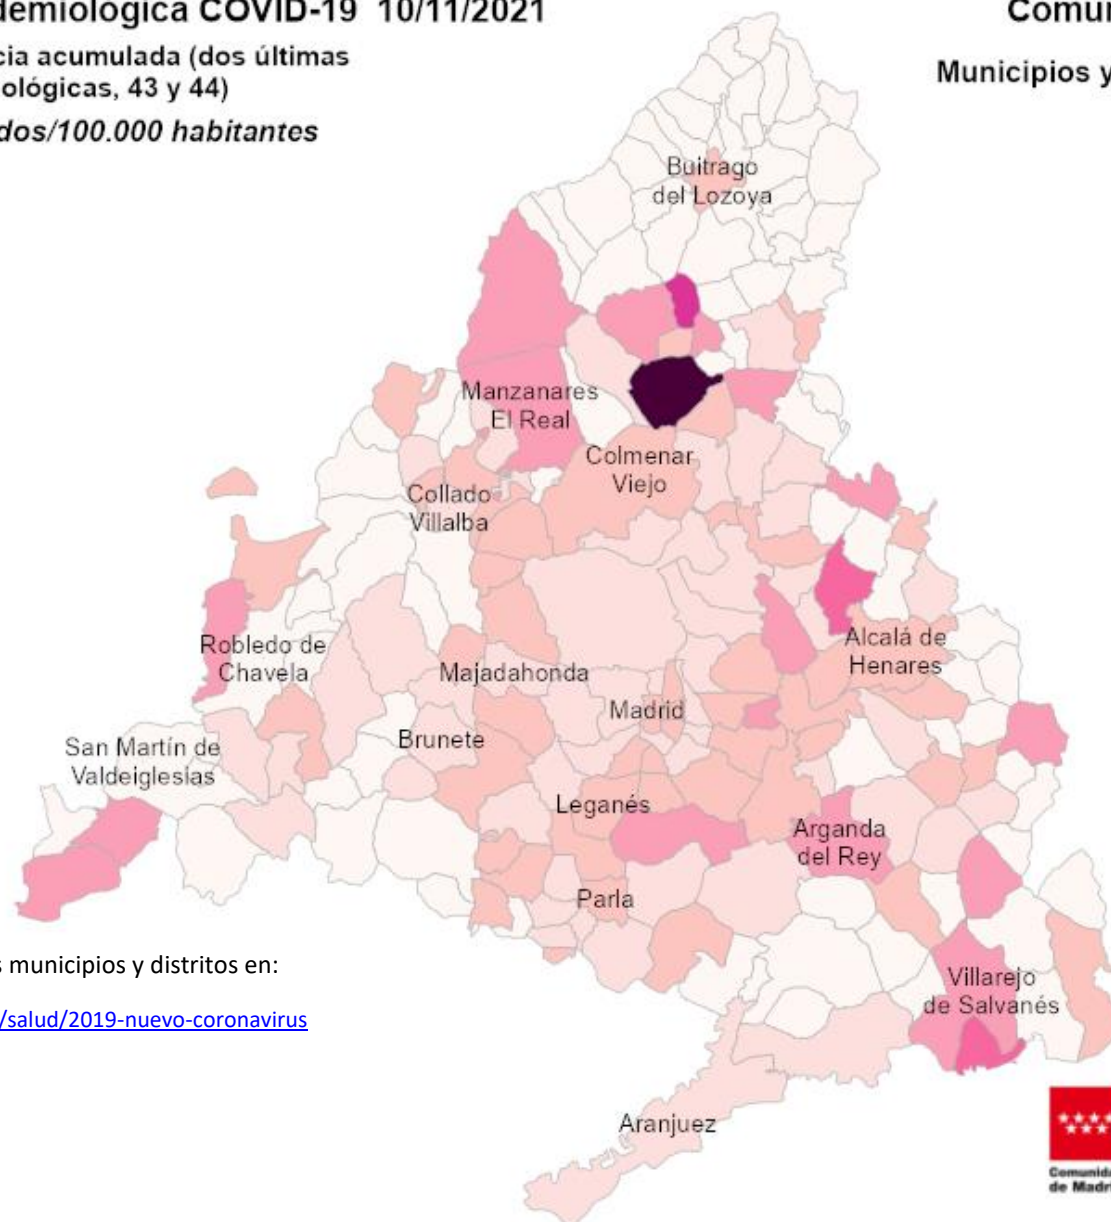 demiológica COVID-19 10/11/2021
Comun
cia acumulada (dos últimas
ológicas, 43 y 44)
Municipios y
dos/100.000 habitantes
Buitrago
del Lozoya
Manzanares
El Real
Colmenar
Viejo
Collado
Villalba
Robledo de
Chavela
Alcalá de
Henares
Majadahonda
Madrid
Brunete
San Martín de
Valdeiglesias
Leganés
Arganda
del Rey
Parla
s municipios y distritos en:
Villarejo
de Salvanés
/salud/2019-nuevo-coronavirus
Aranjuez
Comunida
de Madri